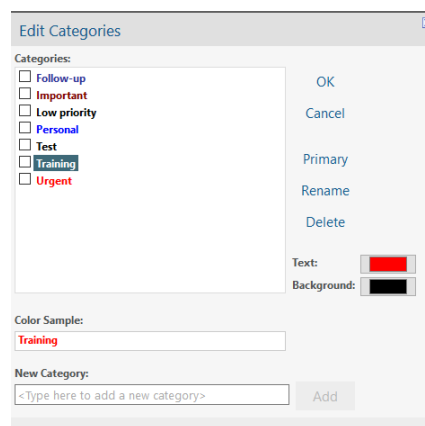 Edit Categories
Categories:
Follow-up
Important
Low priority
Personal
Test
Training
Urgent
OK
Cancel
Primary
Rename
Delete
Text:
Background:
Color Sample:
Training
New Category:
<Type here to add a new category>
Add